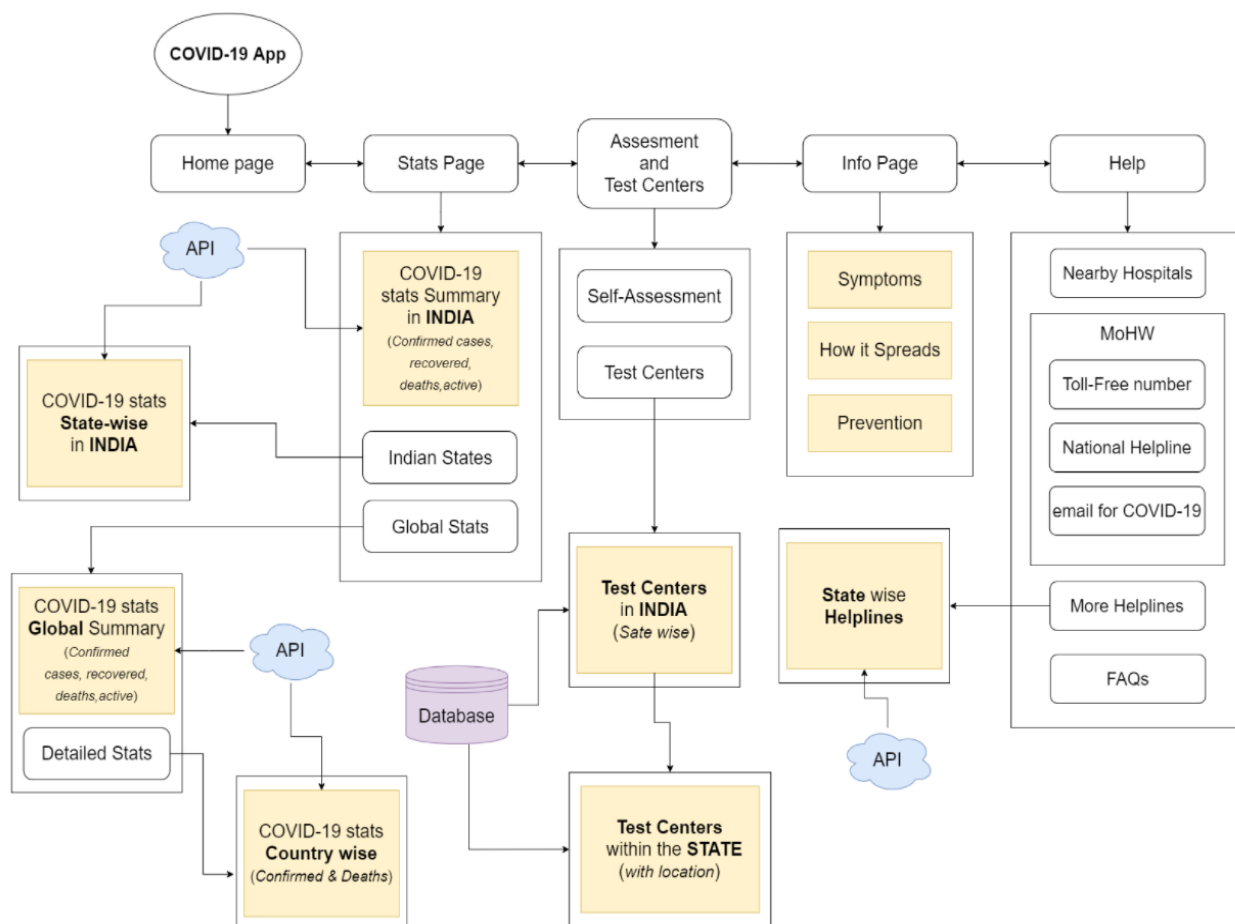 COVID-19 App
Home page
Stats Page
Assesment
and
Test Centers
Info Page
Help
API
COVID-19
stats Summary
in INDIA
(Confirmed cases,
recovered,
deaths,active)
Indian States
Global Stats
COVID-19 stats
State-wise
in INDIA
COVID-19 stats
Global Summary
(Confirmed
cases, recovered,
deaths,active)
Detailed Stats
API
COVID-19 stats
Country wise
(Confirmed & Deaths)
Self-Assessment
Test Centers
Test Centers
in INDIA
(Sate wise)
Database
Test Centers
within the STATE
(with location)
Symptoms
How it Spreads
Prevention
State wise
Helplines
API
Nearby Hospitals
MoHW
Toll-Free number
National Helpline
email for COVID-19
More Helplines
FAQs